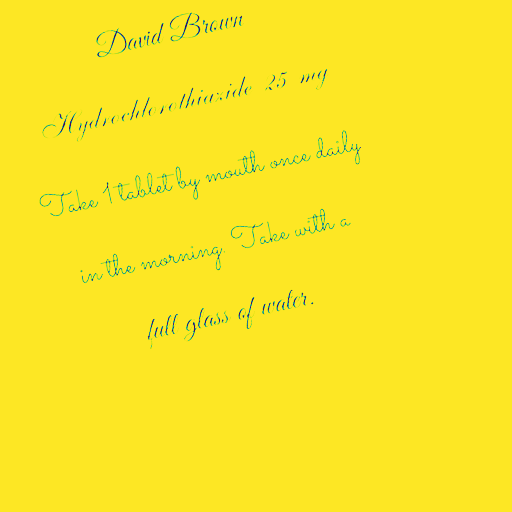 David Brown
Hydrochlorothiazide 25 mg
Take 1 tablet by mouth once daily
in the morning. Take with a
full glass of water.